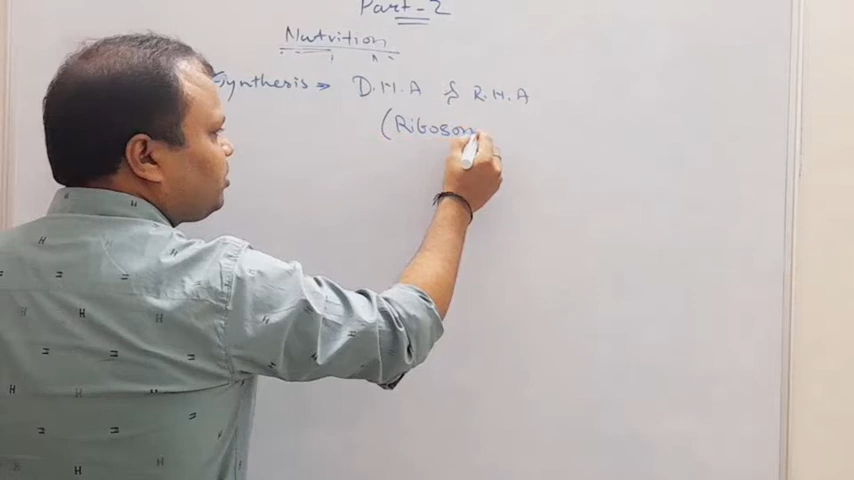 Part-2
Nutrition
Synthesis → D.N.A & R.N.A
(Ribosom